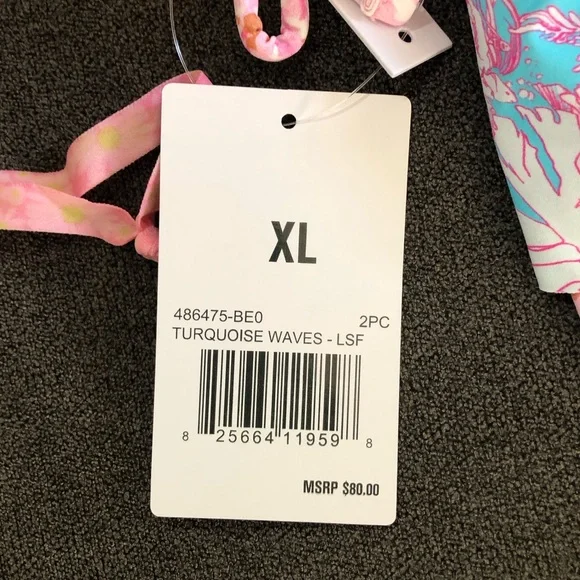 XL
486475-BE0 2PC
TURQUOISE WAVES - LSF
8 25664 11959 8
MSRP $80.00